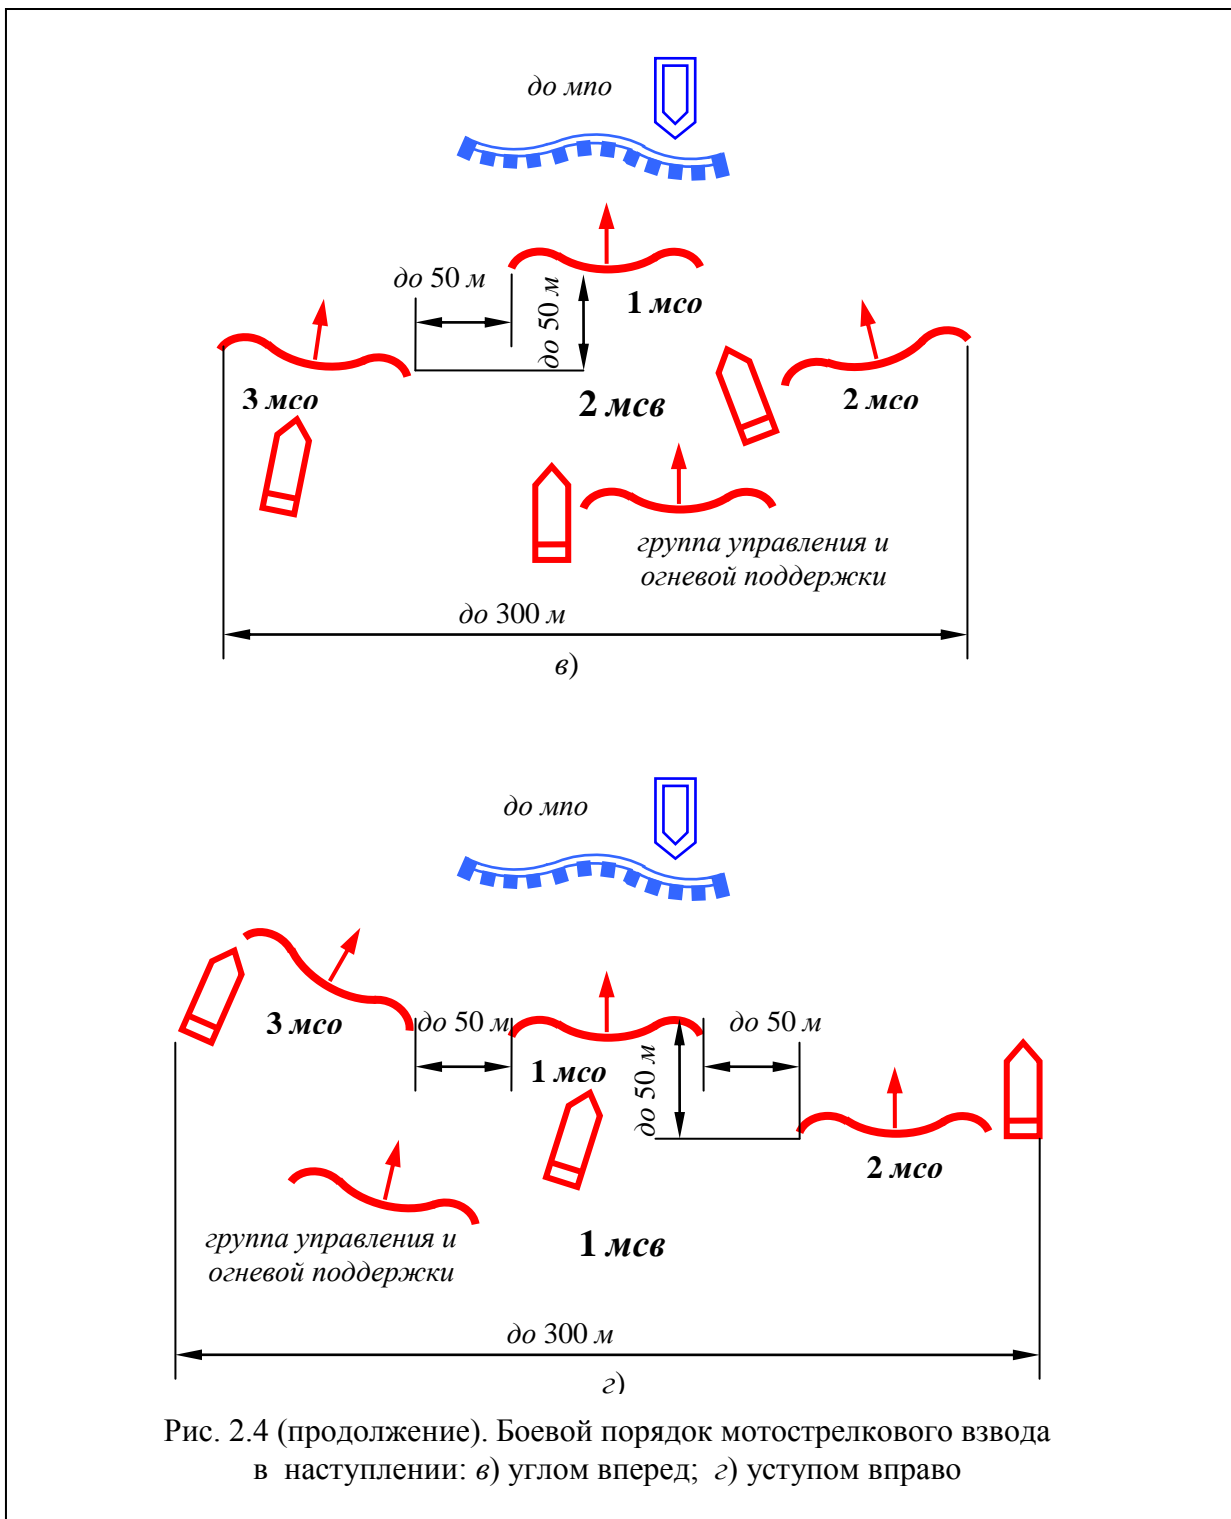 до мпо
до 50 м
до 50 м
1 мсо
3 мсо
2 мсв
2 мсо
группа управления и
огневой поддержки
до 300 м
в)
до мпо
3 мсо
до 50 м
1 мсо
до 50 м
до 50 м
2 мсо
группа управления и
огневой поддержки
1 мсв
до 300 м
г)
Рис. 2.4 (продолжение). Боевой порядок мотострелкового взвода
в наступлении: в) углом вперед; г) уступом вправо